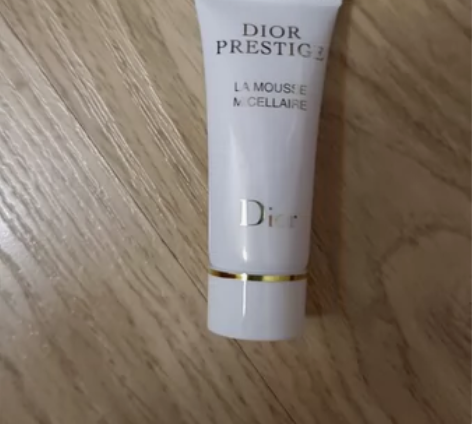 DIOR
PRESTIGE
LA MOUSSE
MICELLAIRE
Dior